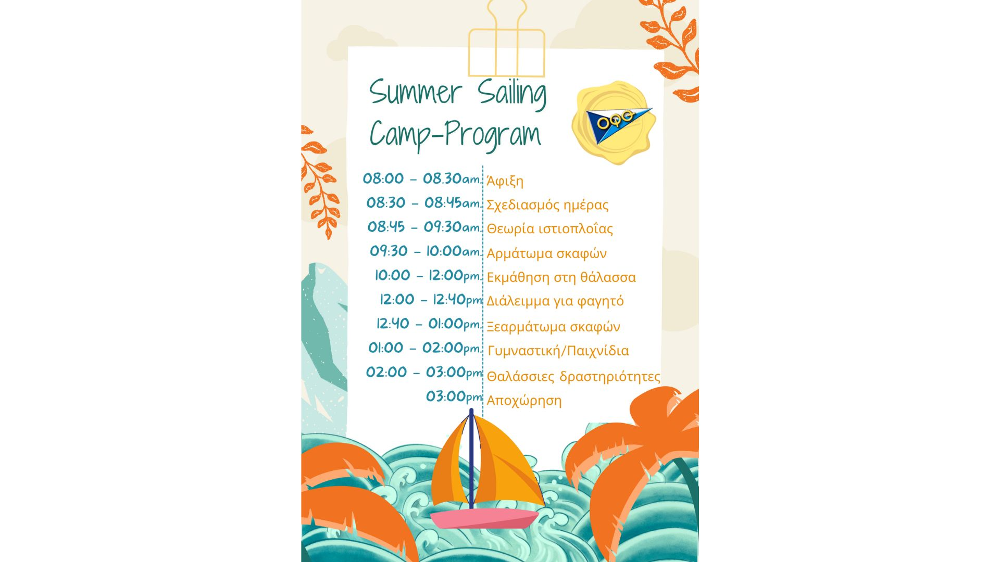 Summer Sailing
Camp-Program
ΟΦΘ
08:00 - 08.30am. Άφιξη
08:30 - 08:45am. Σχεδιασμός ημέρας
08:45 - 09:30am. Θεωρία ιστιοπλοΐας
09:30 - 10:00am. Αρμάτωμα σκαφών
10:00 - 12:00pm. Εκμάθηση στη θάλασσα
12:00 - 12:40pm Διάλειμμα για φαγητό
12:40 - 01:00pm. Ξεαρμάτωμα σκαφών
01:00 - 02:00pm. Γυμναστική/Παιχνίδια
02:00 - 03:00pm Θαλάσσιες δραστηριότητες
03:00pm Αποχώρηση